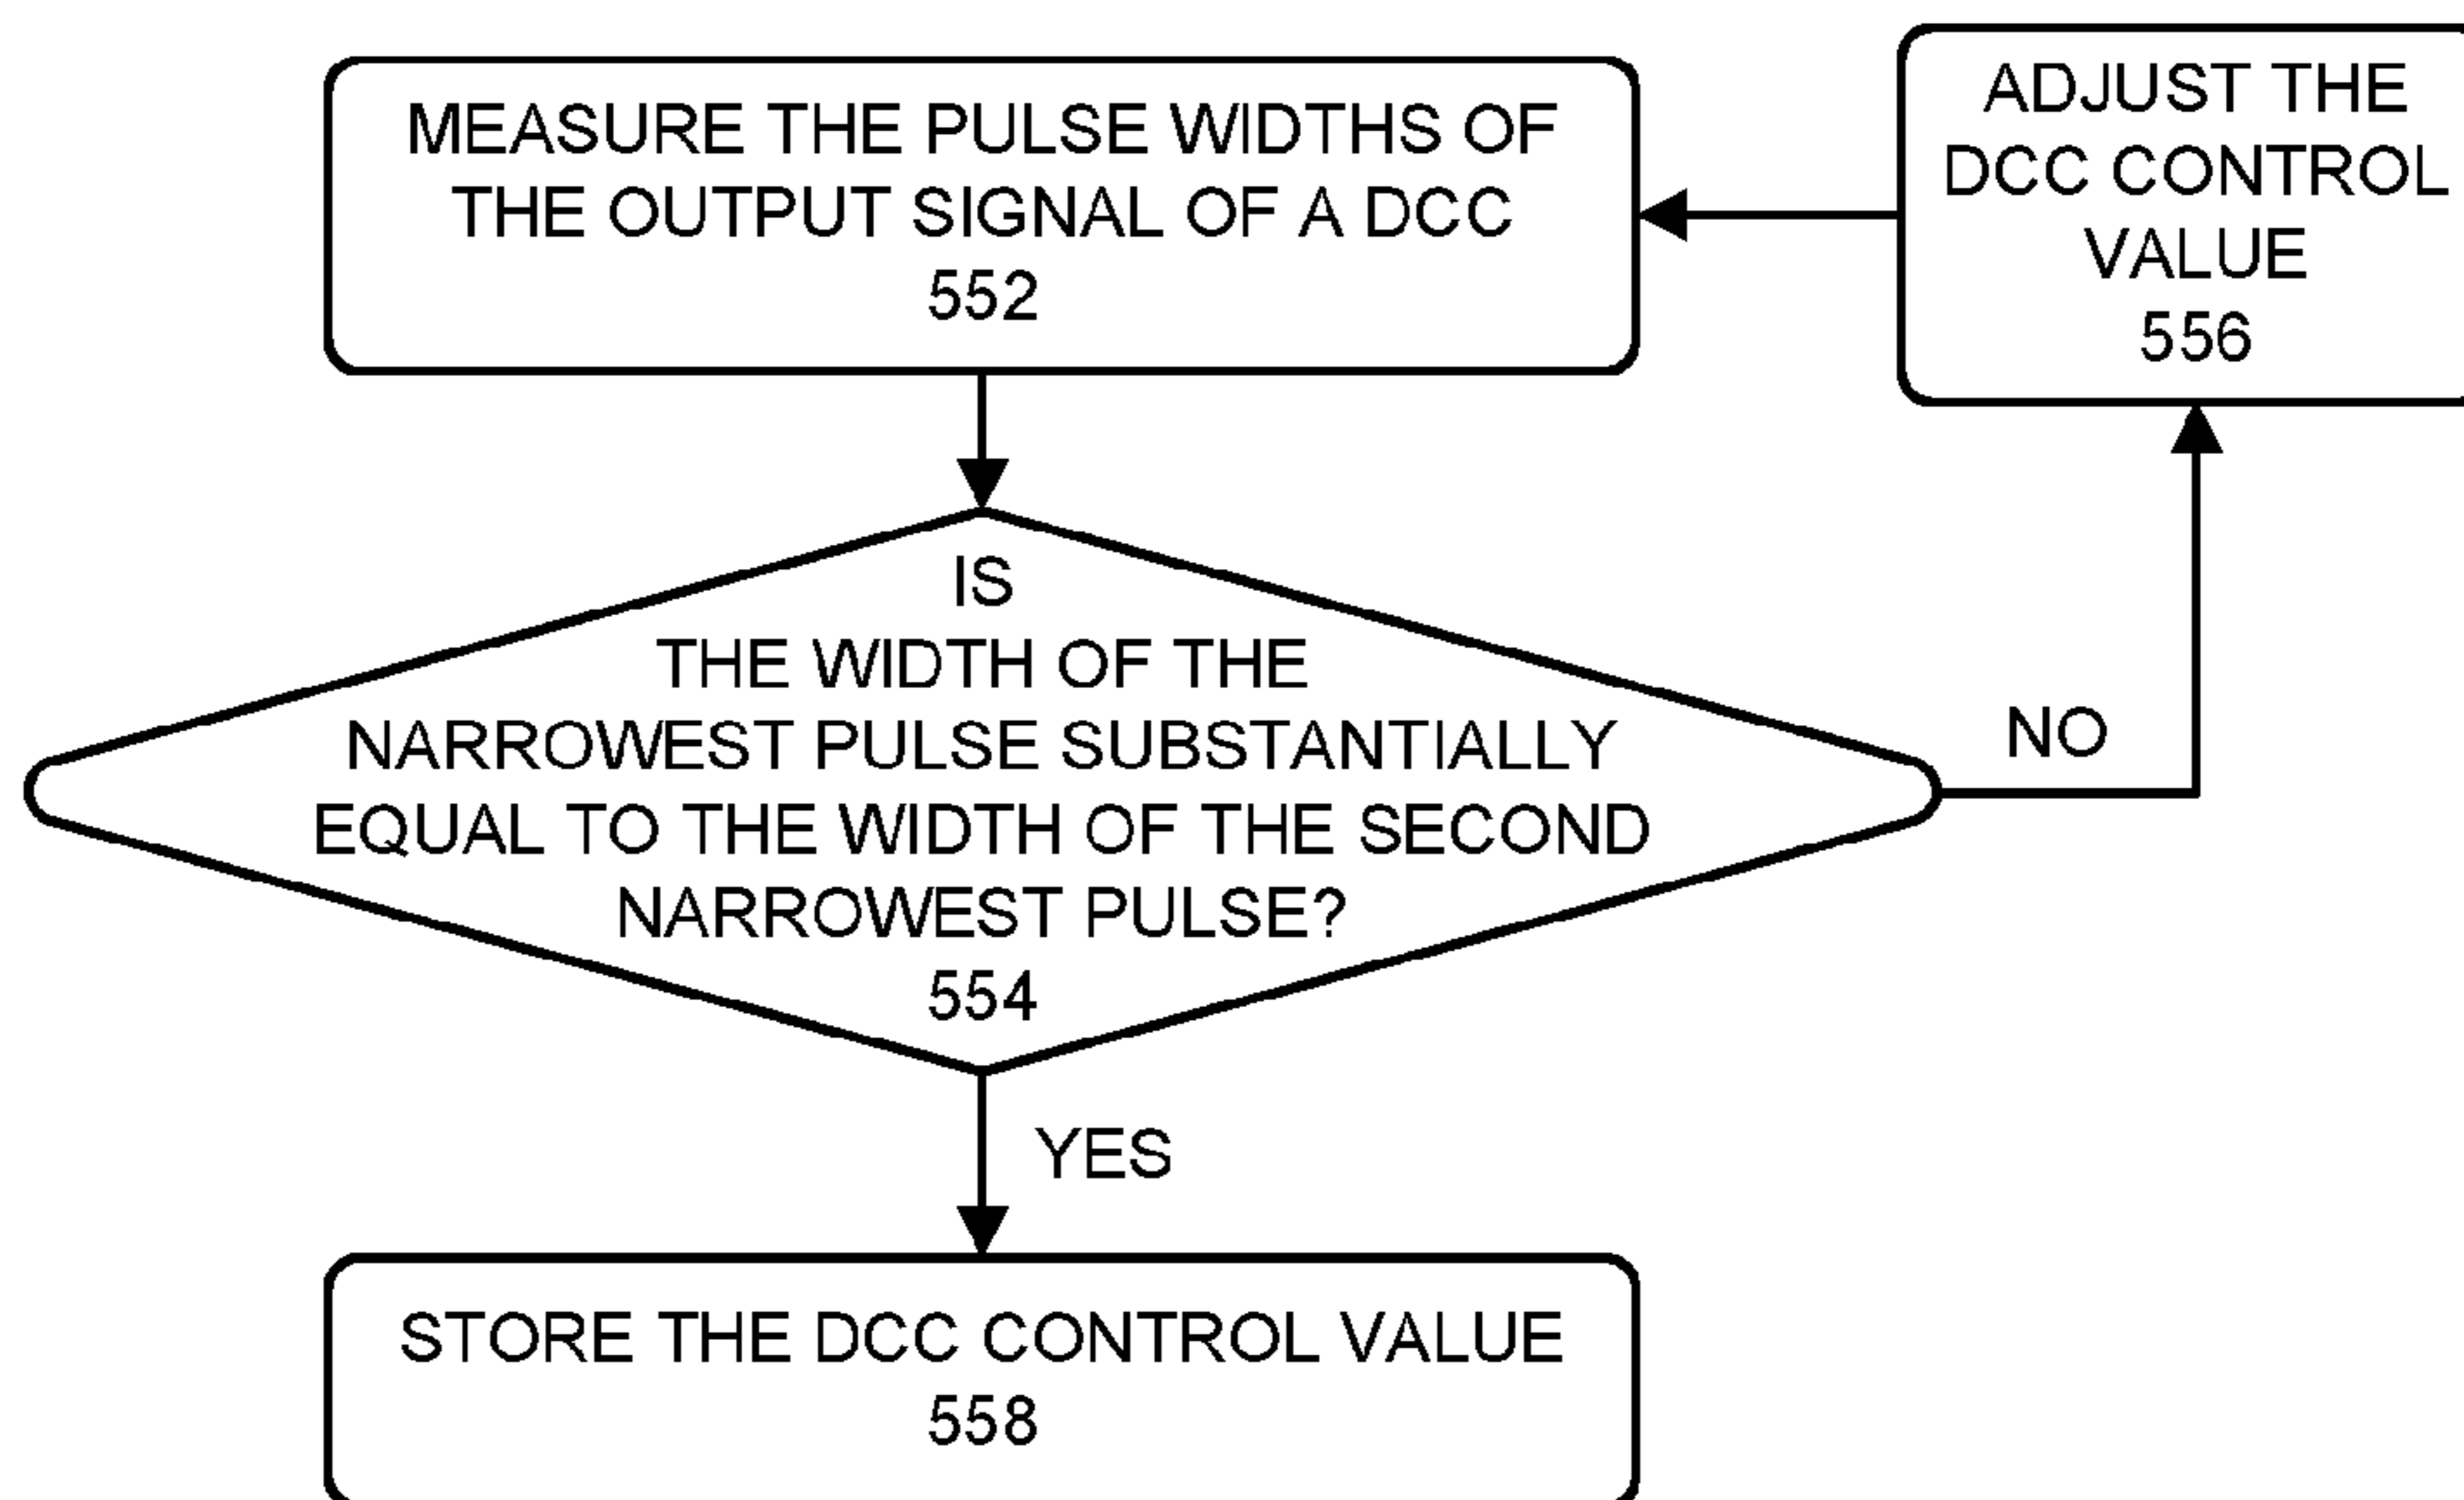 MEASURE THE PULSE WIDTHS OF
THE OUTPUT SIGNAL OF A DCC
552
ADJUST THE
DCC CONTROL
VALUE
556
IS
THE WIDTH OF THE
NARROWEST PULSE SUBSTANTIALLY
EQUAL TO THE WIDTH OF THE SECOND
NARROWEST PULSE?
554
NO
YES
STORE THE DCC CONTROL VALUE
558